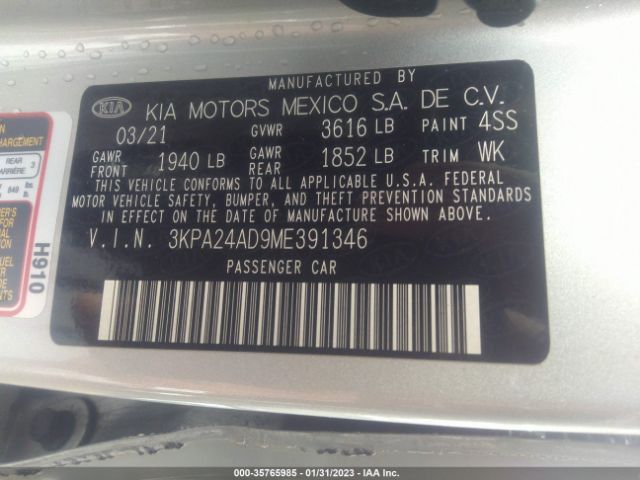 MANUFACTURED BY
KIA KIA MOTORS MEXICO S.A. DE C.V.
03/21 GVWR 3616 LB PAINT 4SS
GAWR FRONT 1940 LB GAWR REAR 1852 LB TRIM WK
THIS VEHICLE CONFORMS TO ALL APPLICABLE U.S.A. FEDERAL
MOTOR VEHICLE SAFETY, BUMPER, AND THEFT PREVENTION STANDARDS
IN EFFECT ON THE DATE OF MANUFACTURE SHOWN ABOVE.
V.I.N. 3KPA24AD9ME391346
PASSENGER CAR
REAR 3
H910
000-35765985 - 01/31/2023 - IAA Inc.